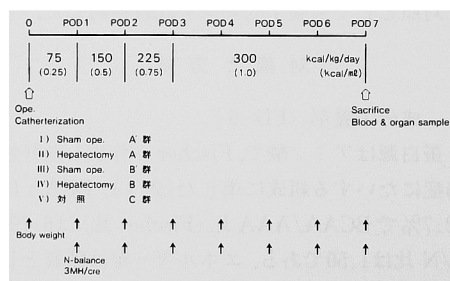 0 POD 1 POD 2 POD 3 POD 4 POD 5 POD 6 POD 7
75 150 225 300 kcal/kg/day
(0.25) (0.5) (0.75) (1.0) (kcal/mℓ)
Ope. Sacrifice
Catherterization Blood & organ sample
I) Sham ope. A' 群
II) Hepatectomy A 群
III) Sham ope. B' 群
IV) Hepatectomy B 群
V) 対 照 C 群
Body weight
N-balance
3MH/cre